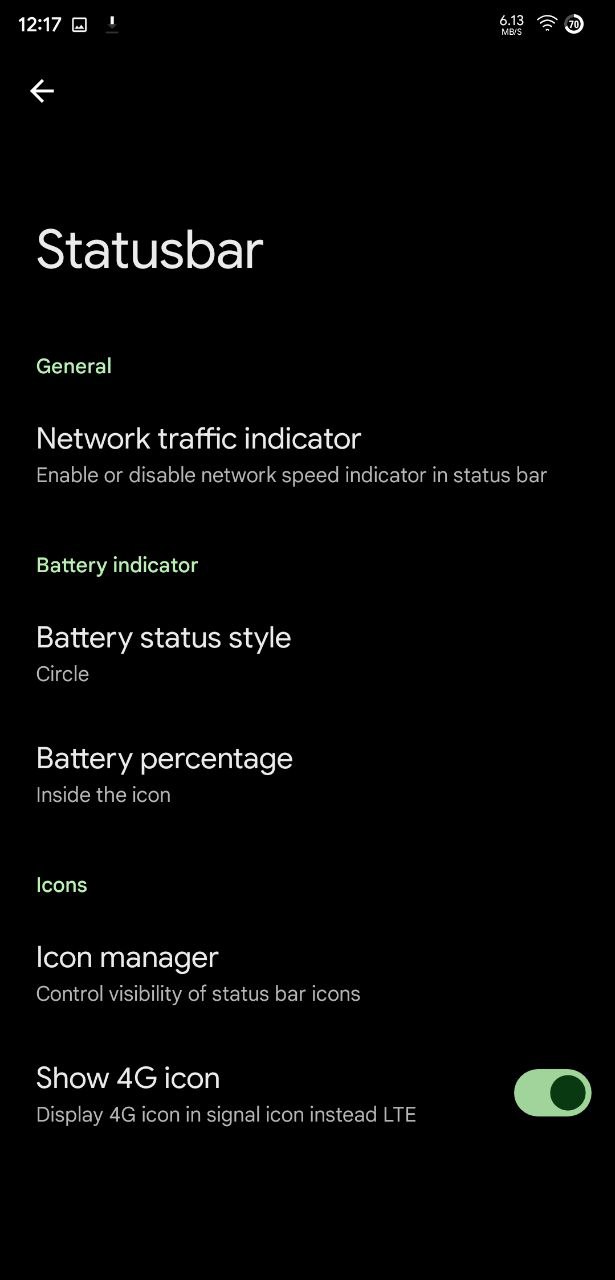 12:17
6.13
MB/S
70
Statusbar
General
Network traffic indicator
Enable or disable network speed indicator in status bar
Battery indicator
Battery status style
Circle
Battery percentage
Inside the icon
Icons
Icon manager
Control visibility of status bar icons
Show 4G icon
Display 4G icon in signal icon instead LTE